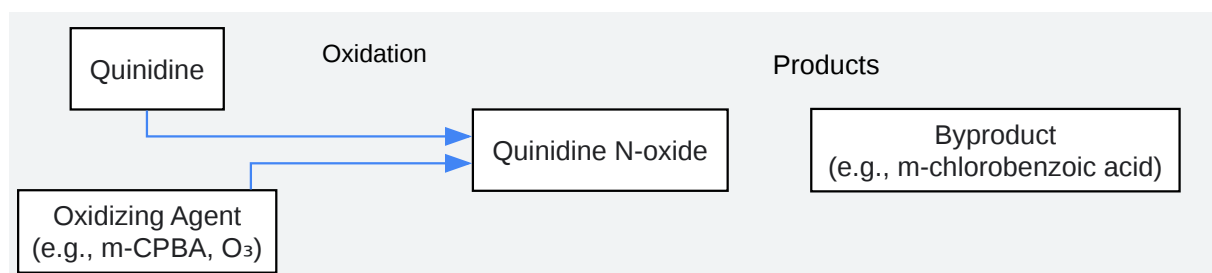 Quinidine
Oxidation
Products
Quinidine N-oxide
Byproduct
(e.g., m-chlorobenzoic acid)
Oxidizing Agent
(e.g., m-CPBA, O₃)